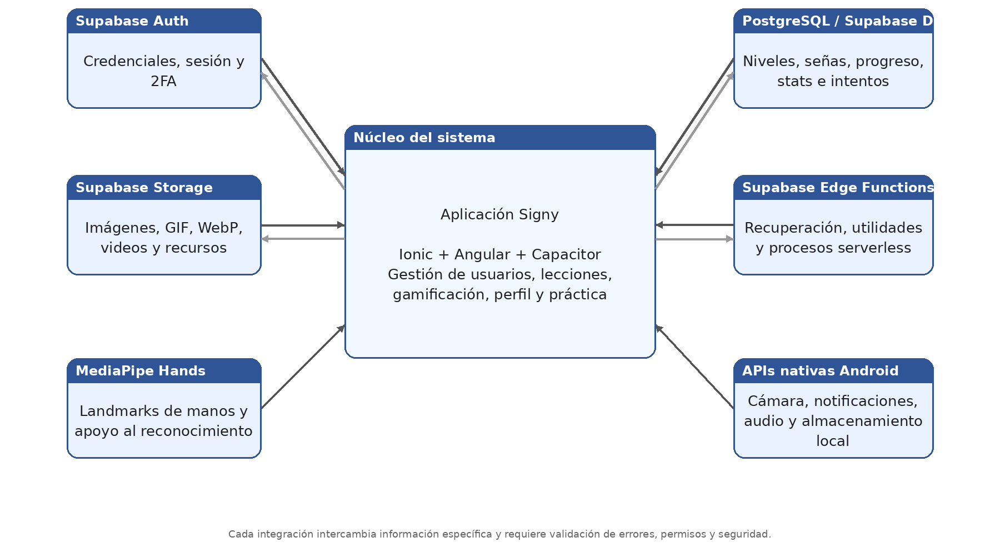 Supabase Auth
Credenciales, sesión y
2FA
PostgreSQL / Supabase D
Niveles, señas, progreso,
stats e intentos
Núcleo del sistema
Aplicación Signy
Ionic + Angular + Capacitor
Gestión de usuarios, lecciones,
gamificación, perfil y práctica
Supabase Storage
Imágenes, GIF, WebP,
videos y recursos
Supabase Edge Functions
Recuperación, utilidades
y procesos serverless
MediaPipe Hands
Landmarks de manos y
apoyo al reconocimiento
APIs nativas Android
Cámara, notificaciones,
audio y almacenamiento
local
Cada integración intercambia información específica y requiere validación de errores, permisos y seguridad.